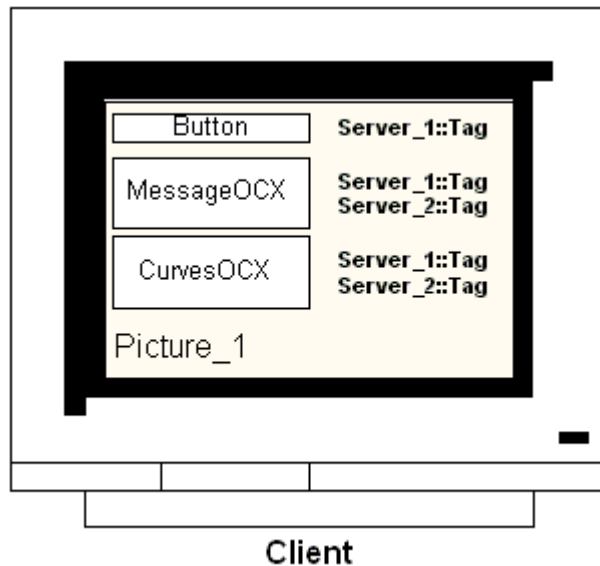 Button
Server_1::Tag
MessageOCX
Server_1::Tag
Server_2::Tag
CurvesOCX
Server_1::Tag
Server_2::Tag
Picture_1
Client